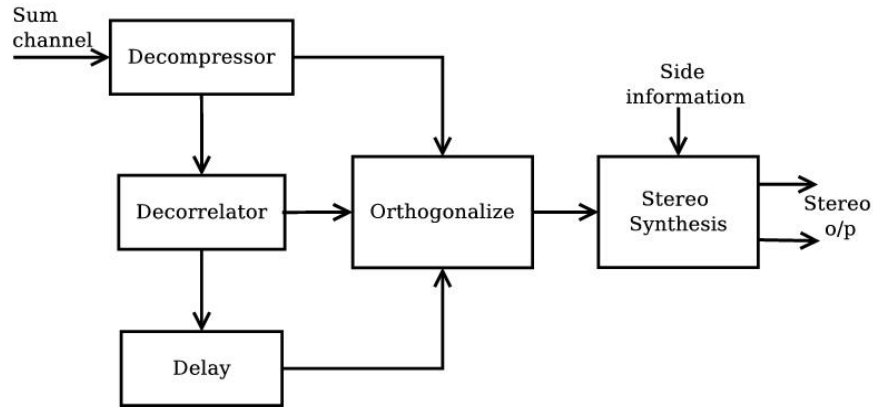 Sum
channel
Decompressor
Side
information
Decorrelator
Orthogonalize
Stereo
Synthesis
Stereo
o/p
Delay